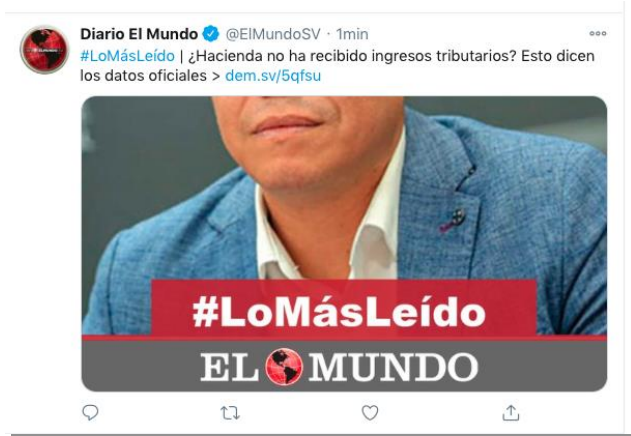 Diario El Mundo @ElMundoSV · 1min
#LoMásLeído | ¿Hacienda no ha recibido ingresos tributarios? Esto dicen
los datos oficiales > dem.sv/5qfsu
#LoMásLeído
EL MUNDO